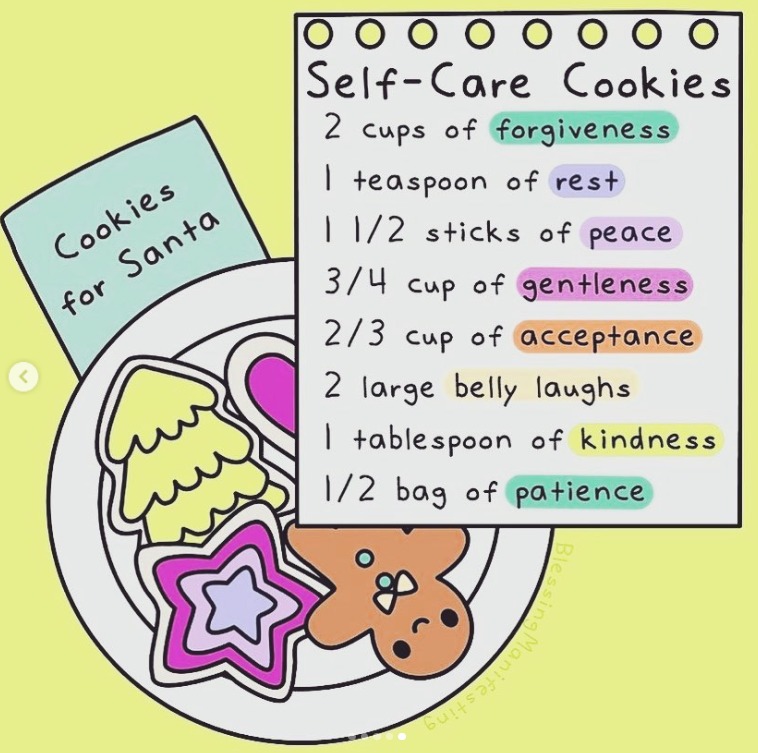 Self-Care Cookies
2 cups of forgiveness
1 teaspoon of rest
1 1/2 sticks of peace
3/4 cup of gentleness
2/3 cup of acceptance
2 large belly laughs
1 tablespoon of kindness
1/2 bag of patience
Cookies
for Santa
BlessingManifesting